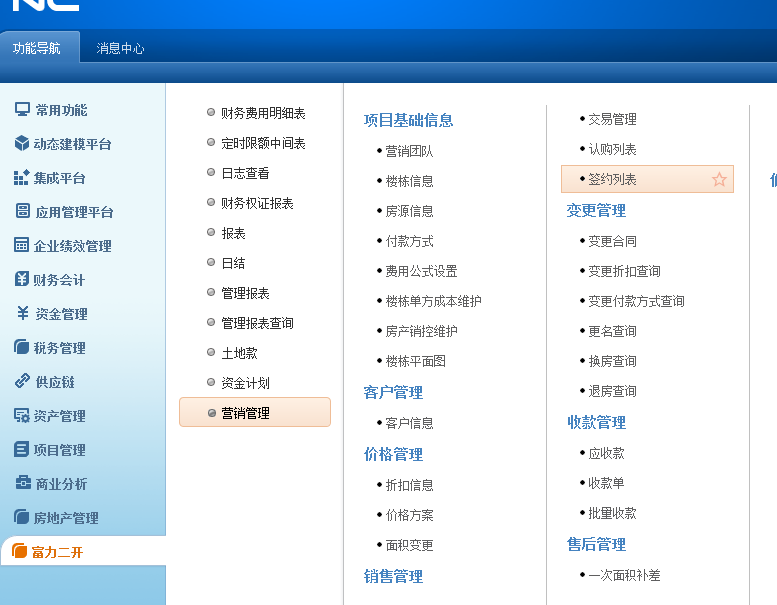 NC
功能导航
消息中心
常用功能
动态建模平台
集成平台
应用管理平台
企业绩效管理
财务会计
资金管理
税务管理
供应链
资产管理
项目管理
商业分析
房地产管理
富力二开
财务费用明细表
定时限额中间表
日志查看
财务权证报表
报表
日结
管理报表
管理报表查询
土地款
资金计划
营销管理
项目基础信息
营销团队
楼栋信息
房源信息
付款方式
费用公式设置
楼栋单方成本维护
房产销控维护
楼栋平面图
客户管理
客户信息
价格管理
折扣信息
价格方案
面积变更
销售管理
交易管理
认购列表
签约列表
变更管理
变更合同
变更折扣查询
变更付款方式查询
更名查询
换房查询
退房查询
收款管理
应收款
收款单
批量收款
售后管理
一次面积补差